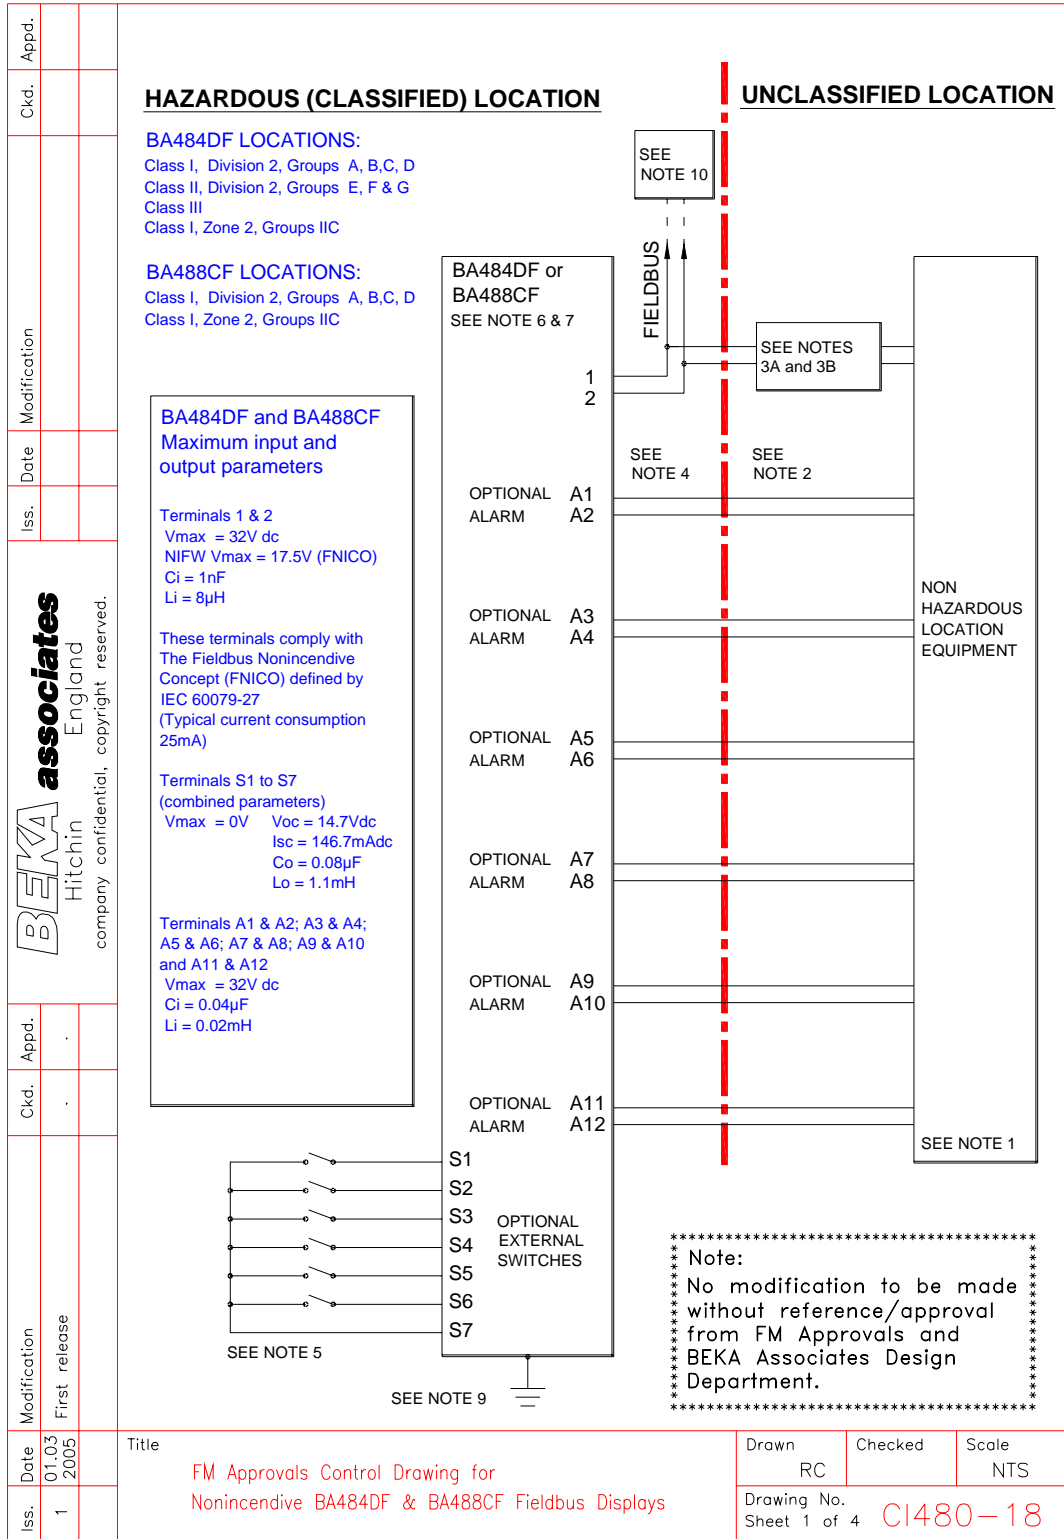 HAZARDOUS (CLASSIFIED) LOCATION
UNCLASSIFIED LOCATION
BA484DF LOCATIONS:
Class I, Division 2, Groups A, B,C, D
Class II, Division 2, Groups E, F & G
Class III
Class I, Zone 2, Groups IIC
BA488CF LOCATIONS:
Class I, Division 2, Groups A, B,C, D
Class I, Zone 2, Groups IIC
SEE
NOTE 10
FIELDBUS
BA484DF or
BA488CF
SEE NOTE 6 & 7
1
2
SEE NOTES
3A and 3B
SEE
NOTE 4
SEE
NOTE 2
BA484DF and BA488CF
Maximum input and
output parameters
Terminals 1 & 2
Vmax = 32V dc
NIFW Vmax = 17.5V (FNICO)
Ci = 1nF
Li = 8µH
These terminals comply with
The Fieldbus Nonincendive
Concept (FNICO) defined by
IEC 60079-27
(Typical current consumption
25mA)
Terminals S1 to S7
(combined parameters)
Vmax = 0V Voc = 14.7Vdc
Isc = 146.7mAdc
Co = 0.08µF
Lo = 1.1mH
Terminals A1 & A2; A3 & A4;
A5 & A6; A7 & A8; A9 & A10
and A11 & A12
Vmax = 32V dc
Ci = 0.04µF
Li = 0.02mH
OPTIONAL A1
ALARM A2
OPTIONAL A3
ALARM A4
OPTIONAL A5
ALARM A6
OPTIONAL A7
ALARM A8
OPTIONAL A9
ALARM A10
OPTIONAL A11
ALARM A12
NON
HAZARDOUS
LOCATION
EQUIPMENT
SEE NOTE 1
S1
S2
S3
S4
S5
S6
S7
OPTIONAL
EXTERNAL
SWITCHES
SEE NOTE 5
SEE NOTE 9
****************************************
Note:
No modification to be made
without reference/approval
from FM Approvals and
BEKA Associates Design
Department.
****************************************
Title
FM Approvals Control Drawing for
Nonincendive BA484DF & BA488CF Fieldbus Displays
Drawn
RC
Checked
Scale
NTS
Drawing No.
Sheet 1 of 4
CI480-18
Iss. Date Modification Ckd. Appd.
1 01.03 2005 First release . .
BEKA associates
Hitchin England
company confidential, copyright reserved.
Iss. Date Modification Ckd. Appd.